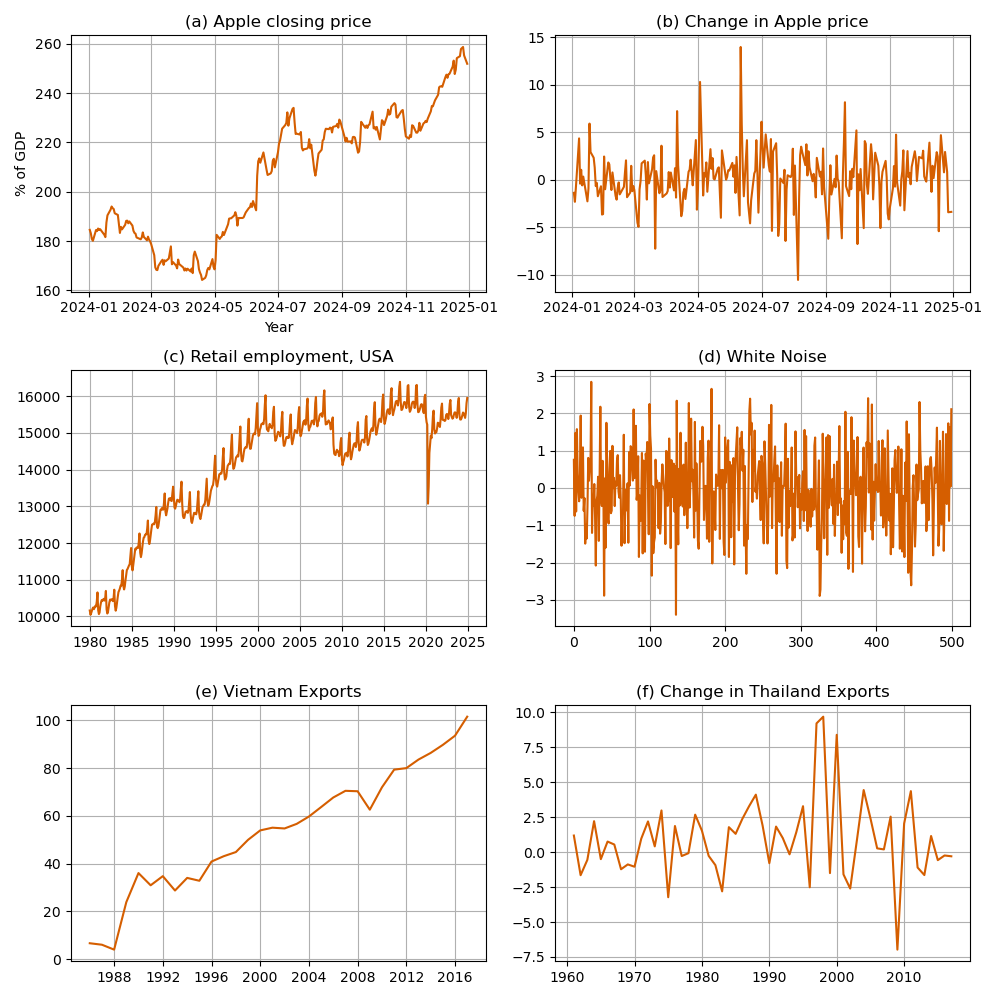 (a) Apple closing price
% of GDP
260
240
220
200
180
160
2024-01 2024-03 2024-05 2024-07 2024-09 2024-11 2025-01
Year
(b) Change in Apple price
15
10
5
0
−5
−10
2024-01 2024-03 2024-05 2024-07 2024-09 2024-11 2025-01
(c) Retail employment, USA
16000
15000
14000
13000
12000
11000
10000
1980 1985 1990 1995 2000 2005 2010 2015 2020 2025
(d) White Noise
3
2
1
0
−1
−2
−3
0 100 200 300 400 500
(e) Vietnam Exports
100
80
60
40
20
0
1988 1992 1996 2000 2004 2008 2012 2016
(f) Change in Thailand Exports
10.0
7.5
5.0
2.5
0.0
−2.5
−5.0
−7.5
1960 1970 1980 1990 2000 2010